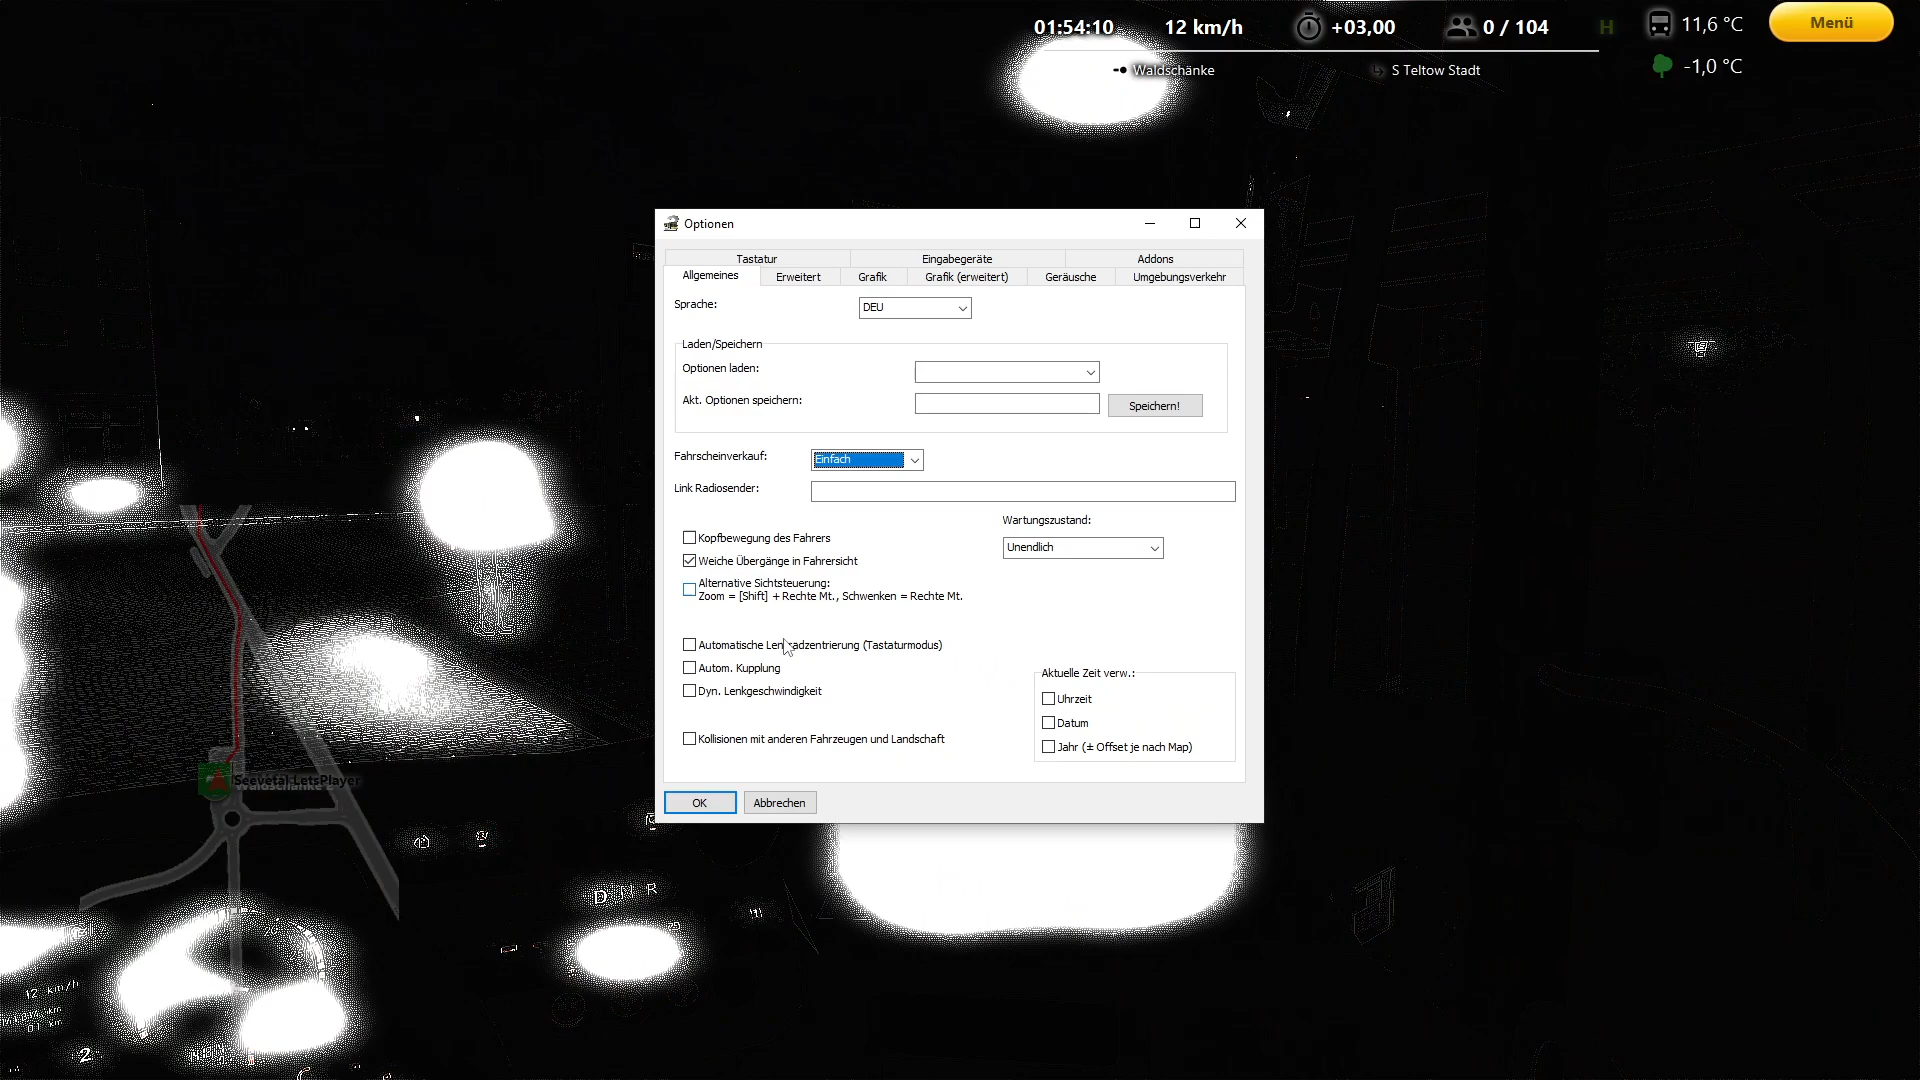 01:54:10 12 km/h +03,00 0 / 104 H 11,6 °C Menü
Waldschänke S Teltow Stadt -1,0 °C
Optionen
Tastatur Eingabegeräte Addons
Allgemeines Erweitert Grafik Grafik (erweitert) Geräusche Umgebungsverkehr
Sprache: DEU
Laden/Speichern
Optionen laden:
Akt. Optionen speichern: Speichern!
Fahrscheinverkauf: Einfach
Link Radiosender:
Wartungszustand:
Kopfbewegung des Fahrers
Unendlich
Weiche Übergänge in Fahrersicht
Alternative Sichtsteuerung:
Zoom = [Shift] + Rechte Mt., Schwenken = Rechte Mt.
Automatische Lenkradzentrierung (Tastaturmodus)
Autom. Kupplung
Aktuelle Zeit verw.:
Dyn. Lenkgeschwindigkeit
Uhrzeit
Datum
Kollisionen mit anderen Fahrzeugen und Landschaft
Jahr (± Offset je nach Map)
Seevetal LetsPlayer
Waldschänke 2
OK Abbrechen
D N R
12 km/h
2